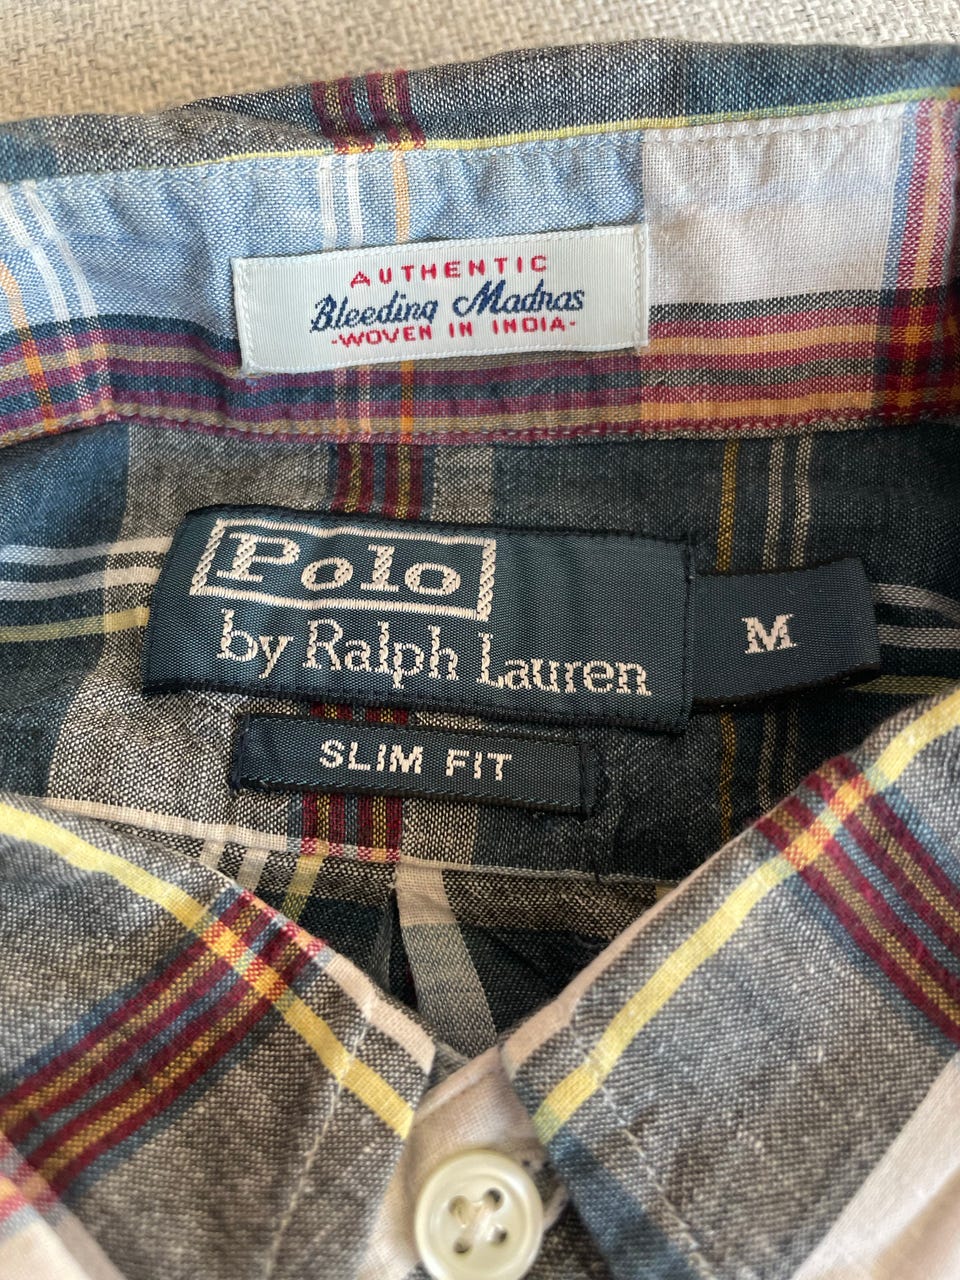 AUTHENTIC
Bleeding Madras
-WOVEN IN INDIA-
Polo
by Ralph Lauren
M
SLIM FIT